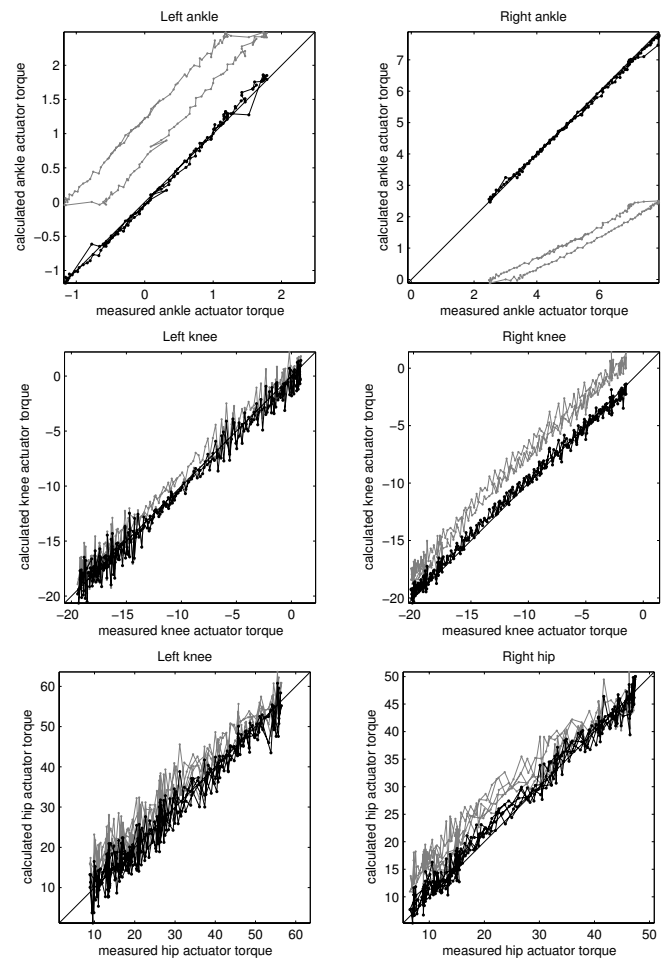 Left ankle
calculated ankle actuator torque
2
1.5
1
0.5
0
−0.5
−1
−1 0 1 2
measured ankle actuator torque
Right ankle
calculated ankle actuator torque
7
6
5
4
3
2
1
0
0 2 4 6
measured ankle actuator torque
Left knee
calculated knee actuator torque
0
−5
−10
−15
−20
−20 −15 −10 −5 0
measured knee actuator torque
Right knee
calculated knee actuator torque
0
−5
−10
−15
−20
−20 −15 −10 −5 0
measured knee actuator torque
Left knee
calculated hip actuator torque
60
50
40
30
20
10
10 20 30 40 50 60
measured hip actuator torque
Right hip
calculated hip actuator torque
50
45
40
35
30
25
20
15
10
10 20 30 40 50
measured hip actuator torque